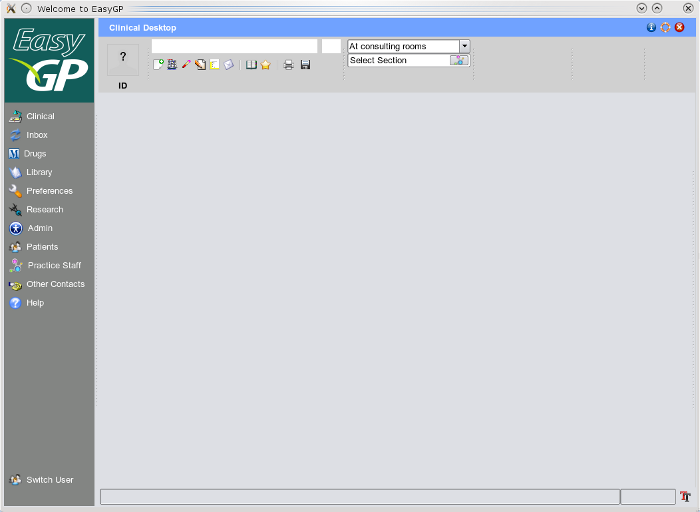 Welcome to EasyGP
Easy
GP
Clinical Desktop
?
ID
At consulting rooms
Select Section
Clinical
Inbox
Drugs
Library
Preferences
Research
Admin
Patients
Practice Staff
Other Contacts
Help
Switch User